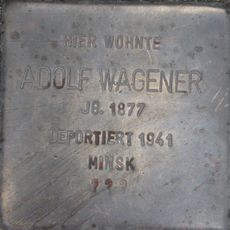 HIER WOHNTE
ADOLF WAGENER
JG. 1877
DEPORTIERT 1941
MINSK
???